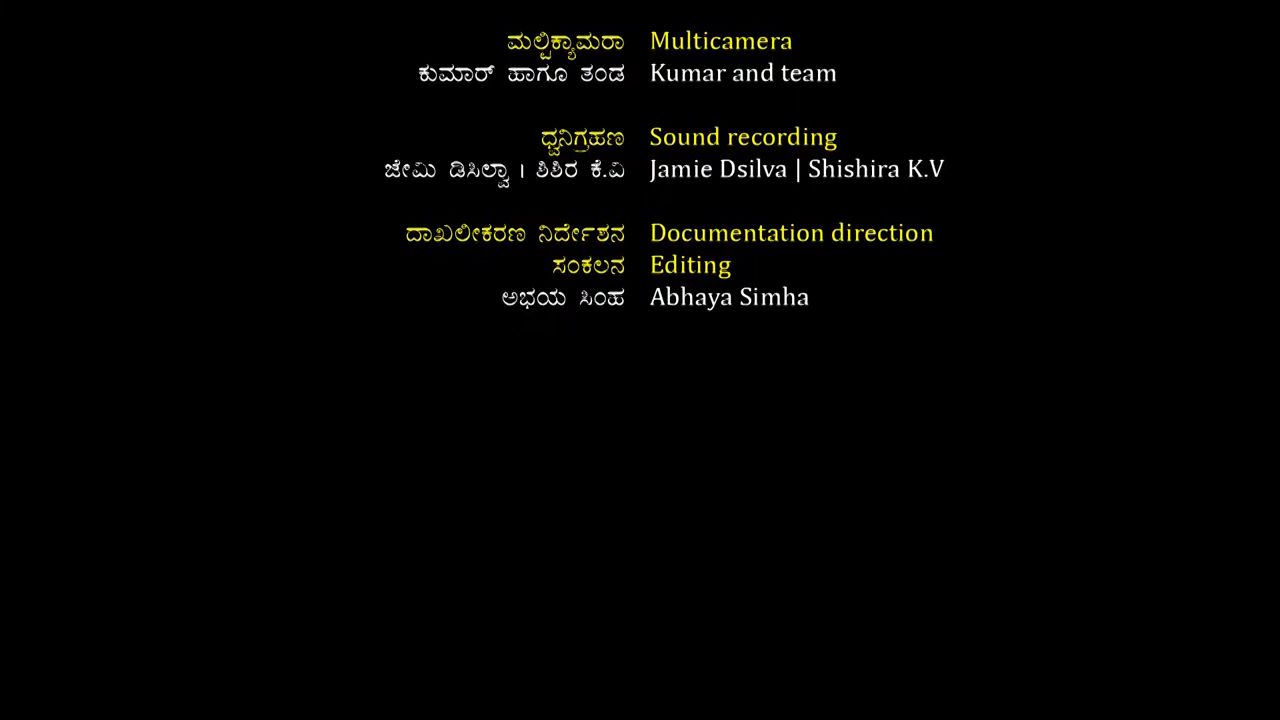 ಮಲ್ಟಿಕ್ಯಾಮರಾ Multicamera
ಕುಮಾರ್ ಹಾಗೂ ತಂಡ Kumar and team
ಧ್ವನಿಗ್ರಹಣ Sound recording
ಜೇಮಿ ಡಿಸಿಲ್ವಾ । ಶಿಶಿರ ಕೆ.ವಿ Jamie Dsilva | Shishira K.V
ದಾಖಲೀಕರಣ ನಿರ್ದೇಶನ Documentation direction
ಸಂಕಲನ Editing
ಅಭಯ ಸಿಂಹ Abhaya Simha